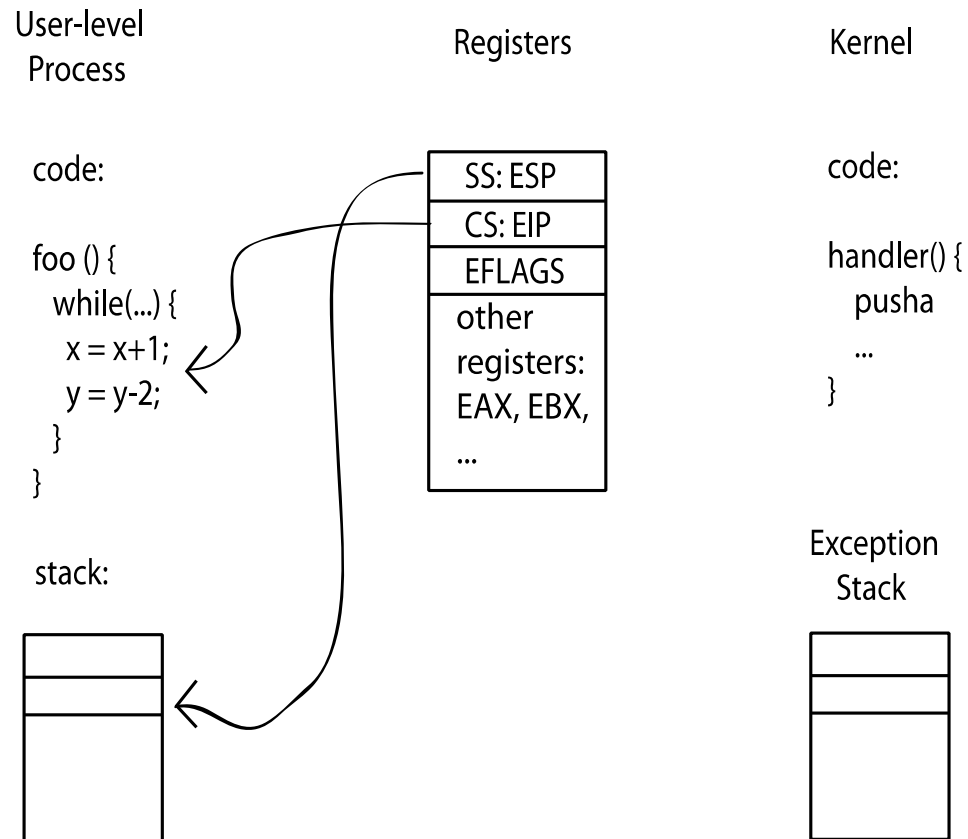 User-level
Process
code:
foo () {
while(...) {
x = x+1;
y = y-2;
}
}
stack:
Registers
SS: ESP
CS: EIP
EFLAGS
other
registers:
EAX, EBX,
...
Kernel
code:
handler() {
pusha
...
}
Exception
Stack